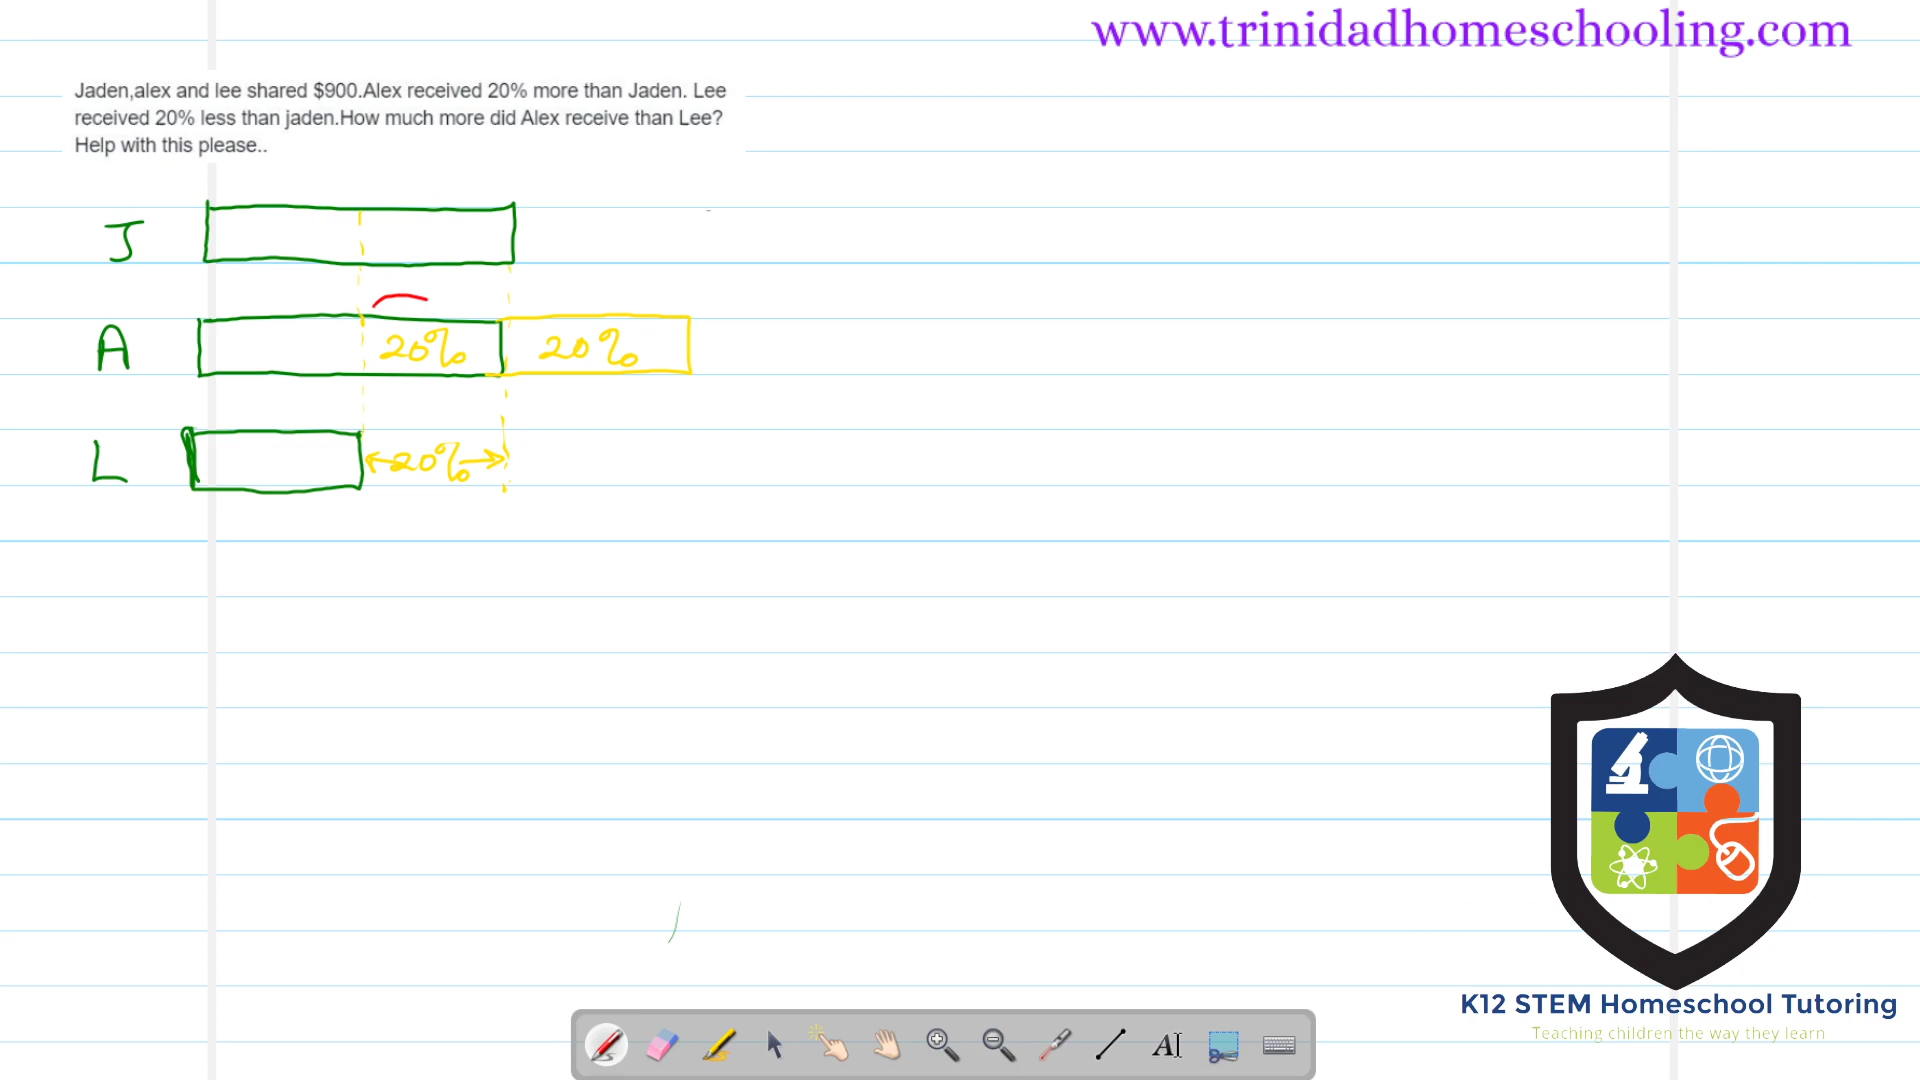 www.trinidadhomeschooling.com
Jaden,alex and lee shared $900.Alex received 20% more than Jaden. Lee
received 20% less than jaden.How much more did Alex receive than Lee?
Help with this please..
J
A 20% 20%
L 20%
K12 STEM Homeschool Tutoring
Teaching children the way they learn
A